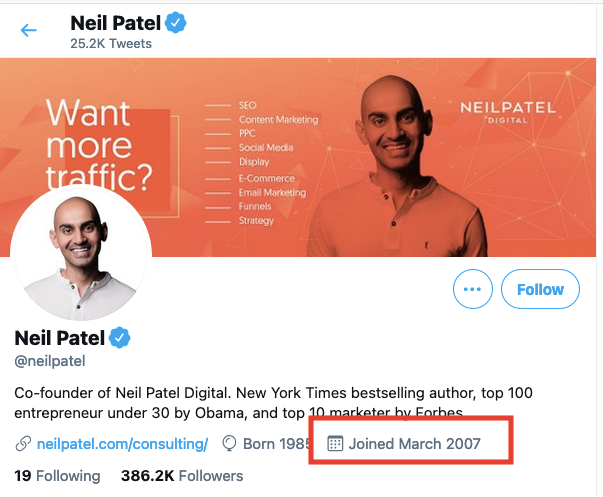 Neil Patel
25.2K Tweets
Want
more
traffic?
SEO
Content Marketing
PPC
Social Media
Display
E-Commerce
Email Marketing
Funnels
Strategy
NEILPATEL
DIGITAL
Follow
Neil Patel
@neilpatel
Co-founder of Neil Patel Digital. New York Times bestselling author, top 100
entrepreneur under 30 by Obama, and top 10 marketer by Forbes
neilpatel.com/consulting/ Born 1985 Joined March 2007
19 Following 386.2K Followers